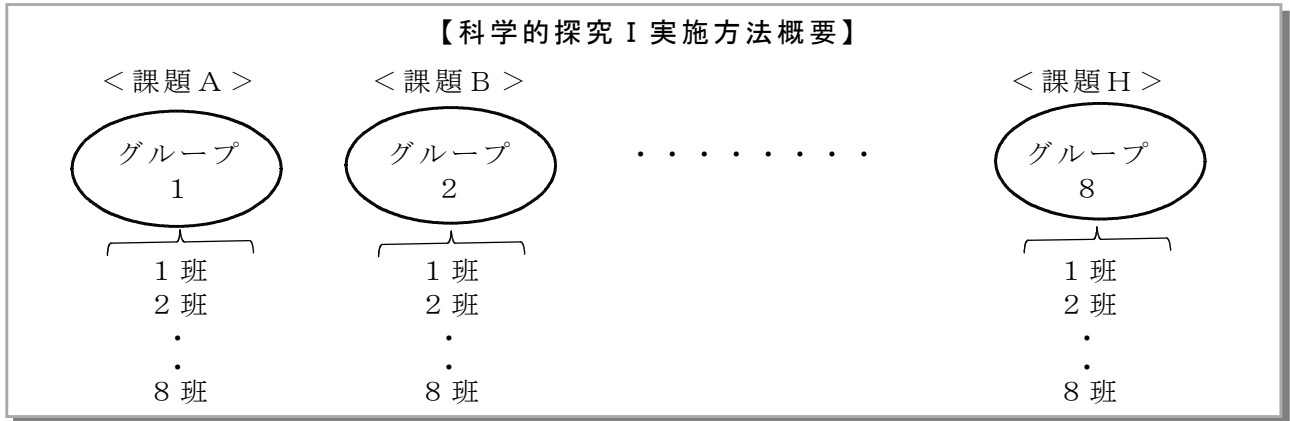 【科学的探究Ⅰ実施方法概要】
＜課題A＞ ＜課題B＞ ＜課題H＞
グループ グループ ・・・・・・・・ グループ
1 2 8
1班 1班 1班
2班 2班 2班
・ ・ ・
・ ・ ・
8班 8班 8班